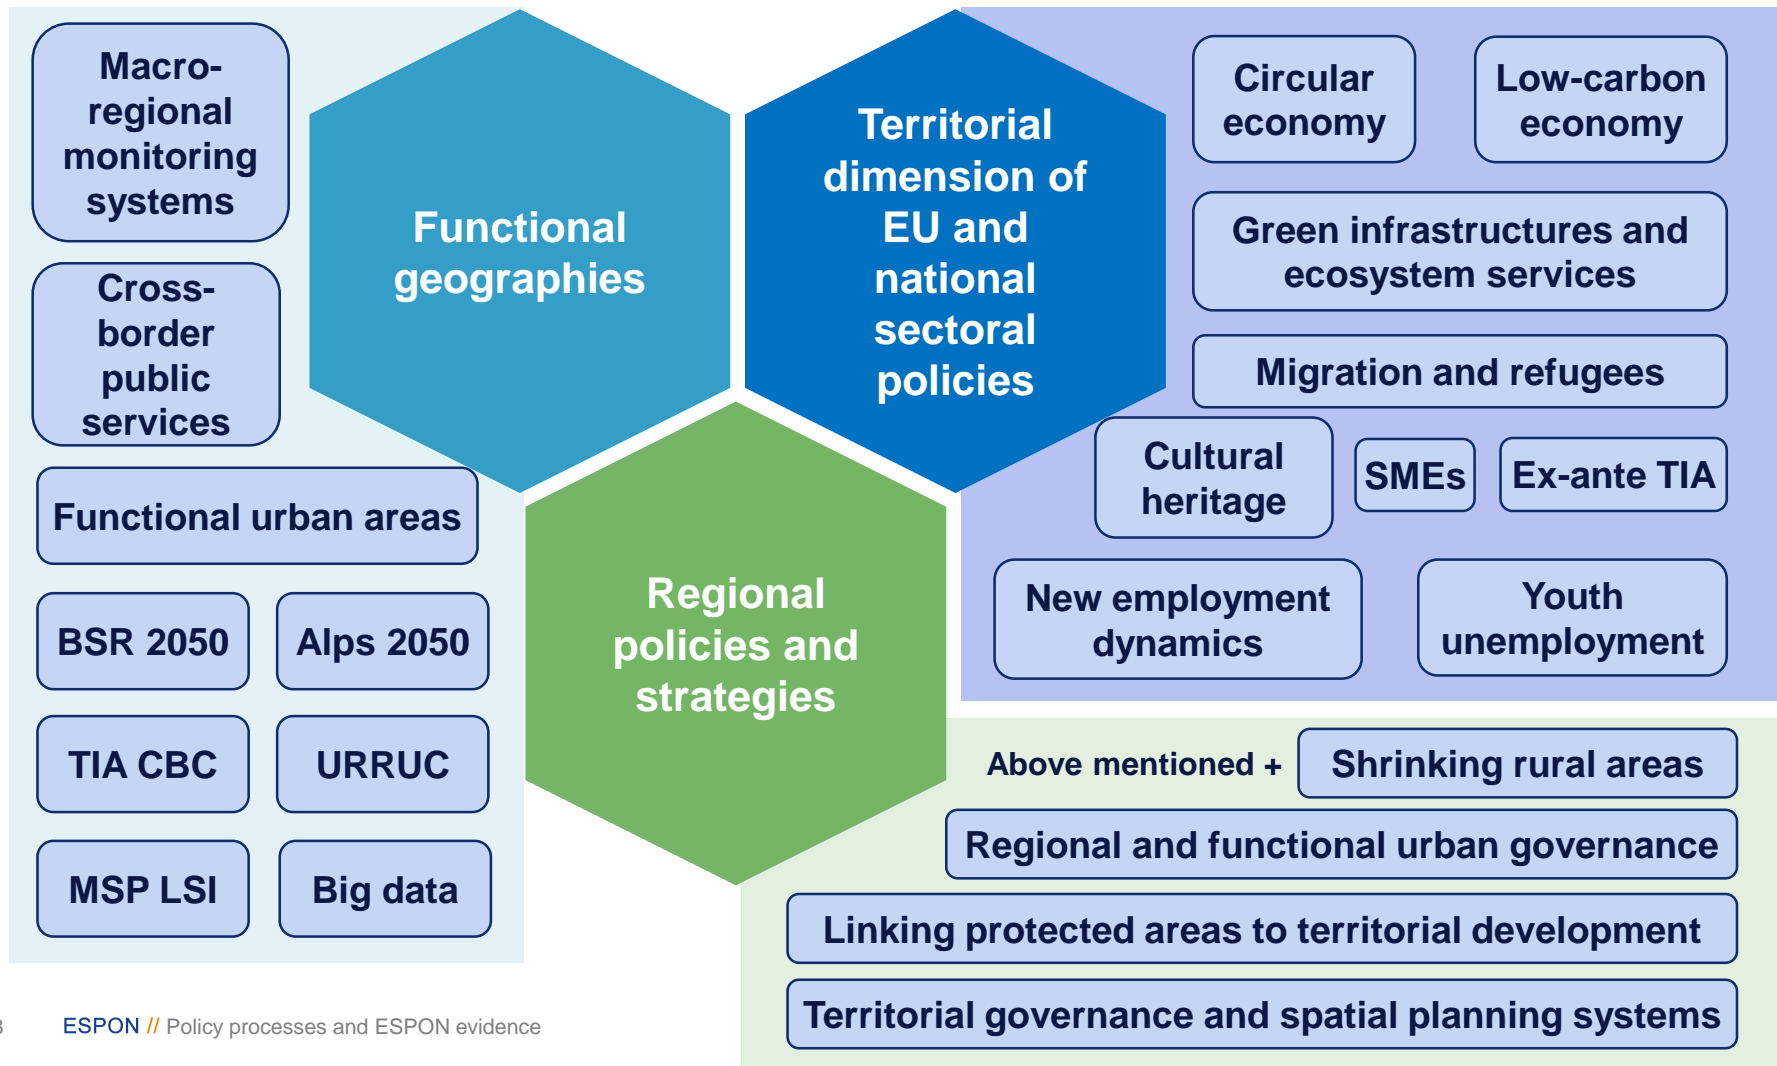 Macro-
regional
monitoring
systems
Cross-
border
public
services
Functional urban areas
BSR 2050
Alps 2050
TIA CBC
URRUC
MSP LSI
Big data
Functional
geographies
Territorial
dimension of
EU and
national
sectoral
policies
Regional
policies and
strategies
Circular
economy
Low-carbon
economy
Green infrastructures and
ecosystem services
Migration and refugees
Cultural
heritage
SMEs
Ex-ante TIA
New employment
dynamics
Youth
unemployment
Above mentioned +
Shrinking rural areas
Regional and functional urban governance
Linking protected areas to territorial development
Territorial governance and spatial planning systems
ESPON // Policy processes and ESPON evidence